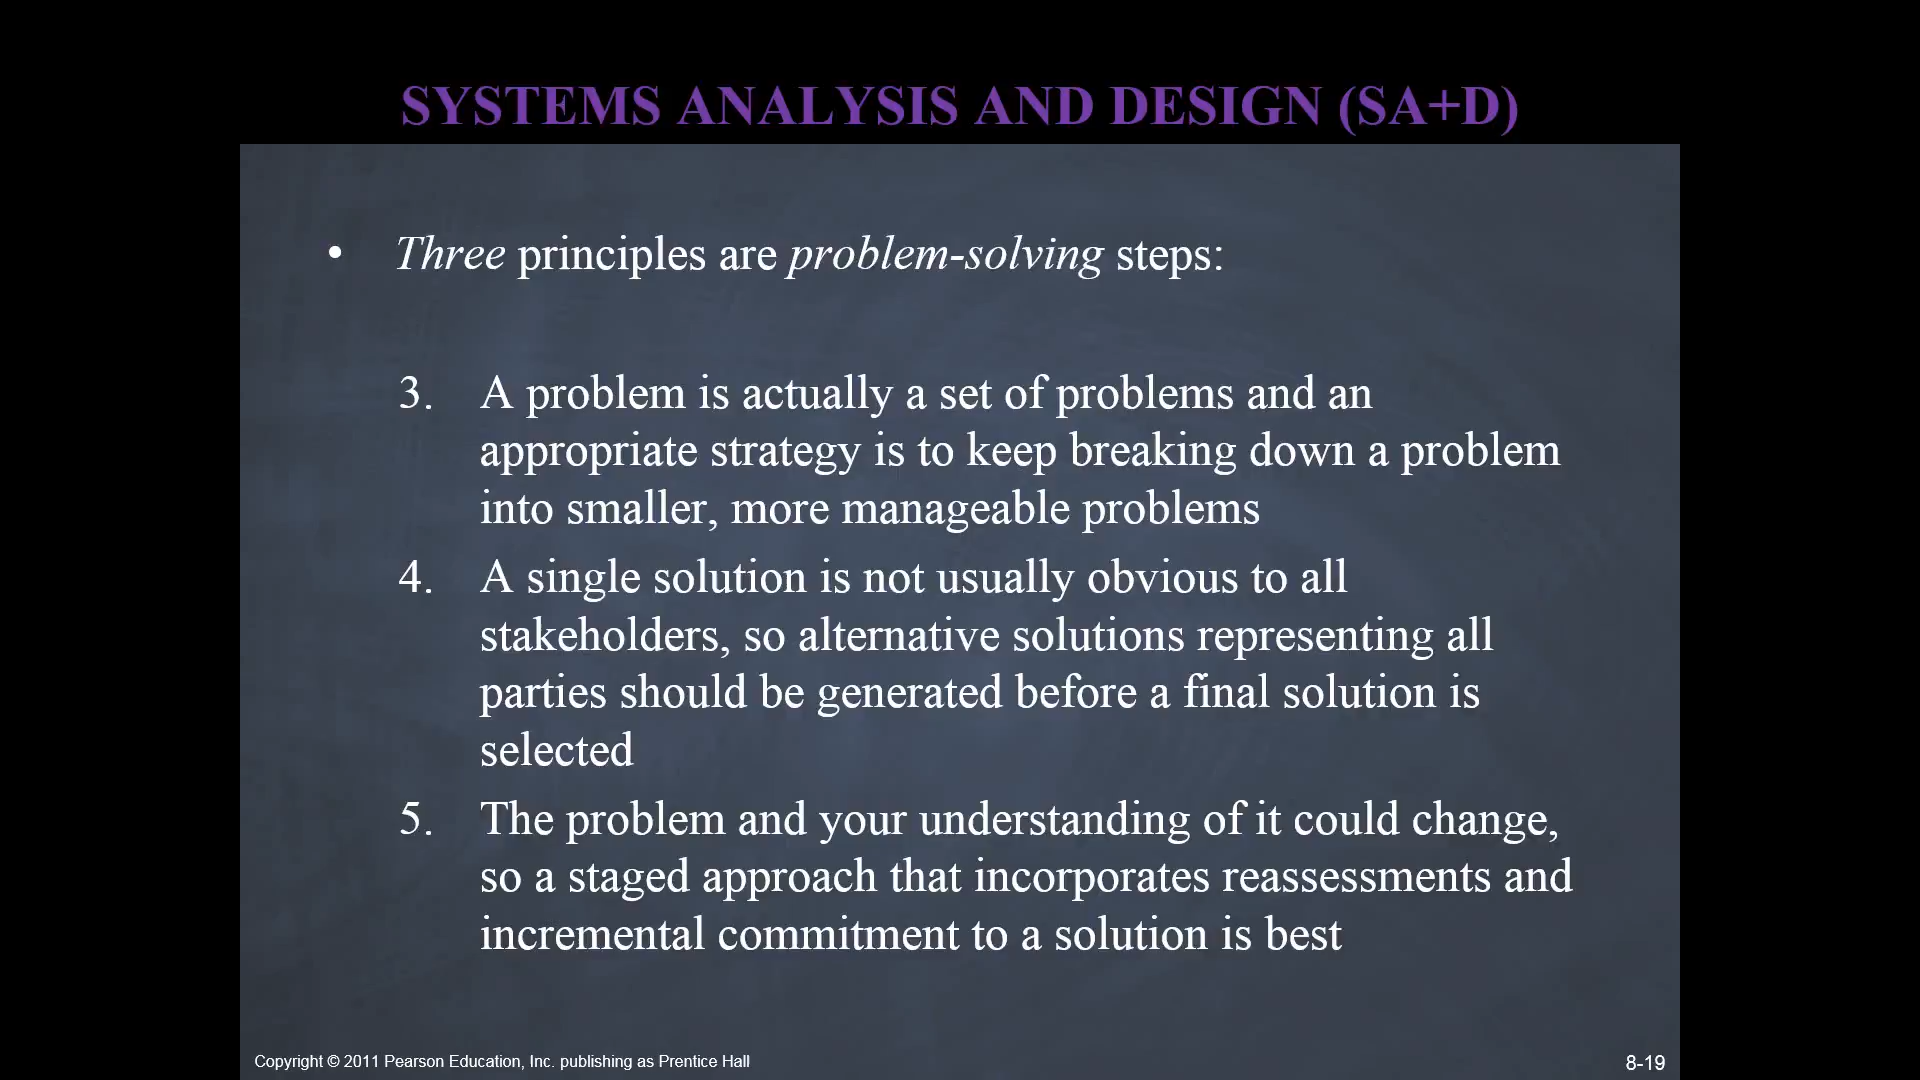 SYSTEMS ANALYSIS AND DESIGN (SA+D)
• Three principles are problem-solving steps:
3. A problem is actually a set of problems and an
appropriate strategy is to keep breaking down a problem
into smaller, more manageable problems
4. A single solution is not usually obvious to all
stakeholders, so alternative solutions representing all
parties should be generated before a final solution is
selected
5. The problem and your understanding of it could change,
so a staged approach that incorporates reassessments and
incremental commitment to a solution is best
Copyright © 2011 Pearson Education, Inc. publishing as Prentice Hall
8-19